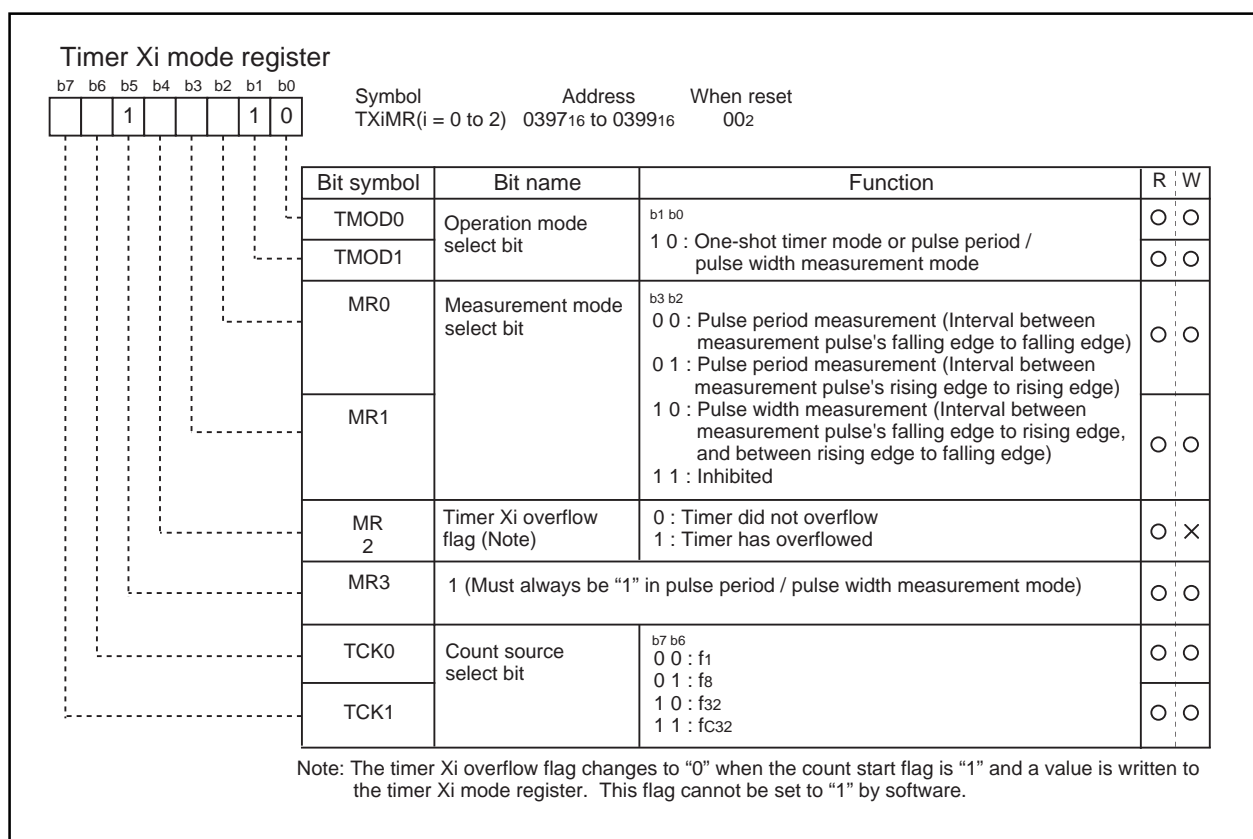 Timer Xi mode register
b7 b6 b5 b4 b3 b2 b1 b0
1 1 0
Symbol Address When reset
TXiMR(i = 0 to 2) 039716 to 039916 002
Bit symbol Bit name Function R W
TMOD0 Operation mode select bit b1 b0
1 0 : One-shot timer mode or pulse period /
pulse width measurement mode
TMOD1
MR0 Measurement mode select bit b3 b2
0 0 : Pulse period measurement (Interval between
measurement pulse's falling edge to falling edge)
0 1 : Pulse period measurement (Interval between
measurement pulse's rising edge to rising edge)
MR1
1 0 : Pulse width measurement (Interval between
measurement pulse's falling edge to rising edge,
and between rising edge to falling edge)
1 1 : Inhibited
MR
2
Timer Xi overflow
flag (Note)
0 : Timer did not overflow
1 : Timer has overflowed
MR3 1 (Must always be “1” in pulse period / pulse width measurement mode)
TCK0 Count source
select bit
b7 b6
0 0 : f1
0 1 : f8
TCK1
1 0 : f32
1 1 : fC32
Note: The timer Xi overflow flag changes to “0” when the count start flag is “1” and a value is written to
the timer Xi mode register. This flag cannot be set to “1” by software.